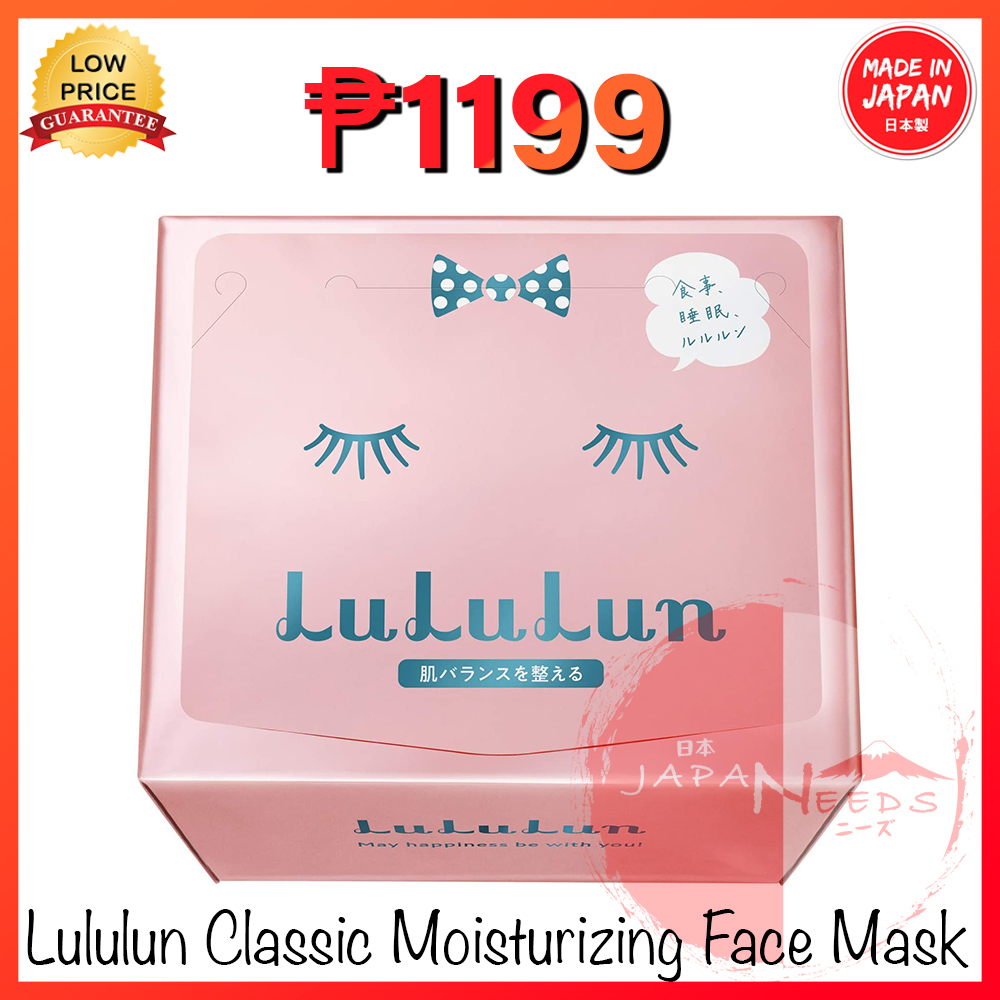 LOW
PRICE
GUARANTEE
₱1199
MADE IN
JAPAN
日本製
食事、
睡眠、
ルルルン
LuLuLun
肌バランスを整える
日本
JAPANEEDS
ニーズ
LuLuLun
May happiness be with you!
Lululun Classic Moisturizing Face Mask